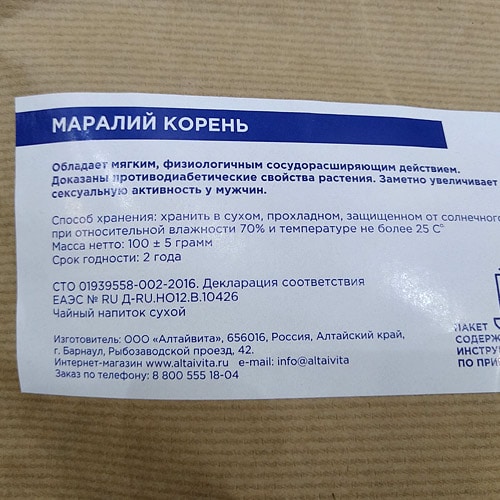 МАРАЛИЙ КОРЕНЬ
Обладает мягким, физиологичным сосудорасширяющим действием.
Доказаны противодиабетические свойства растения. Заметно увеличивает
сексуальную активность у мужчин.
Способ хранения: хранить в сухом, прохладном, защищенном от солнечного
при относительной влажности 70% и температуре не более 25 С°
Масса нетто: 100 ± 5 грамм
Срок годности: 2 года
СТО 01939558-002-2016. Декларация соответствия
ЕАЭС № RU Д-RU.НО12.В.10426
Чайный напиток сухой
Изготовитель: ООО «Алтайвита», 656016, Россия, Алтайский край,
г. Барнаул, Рыбозаводской проезд, 42.
Интернет-магазин www.altaivita.ru e-mail: info@altaivita
Заказ по телефону: 8 800 555 18-04
ПАКЕТ
СОДЕРЖ
ИНСТРУК
ПО ПРИ